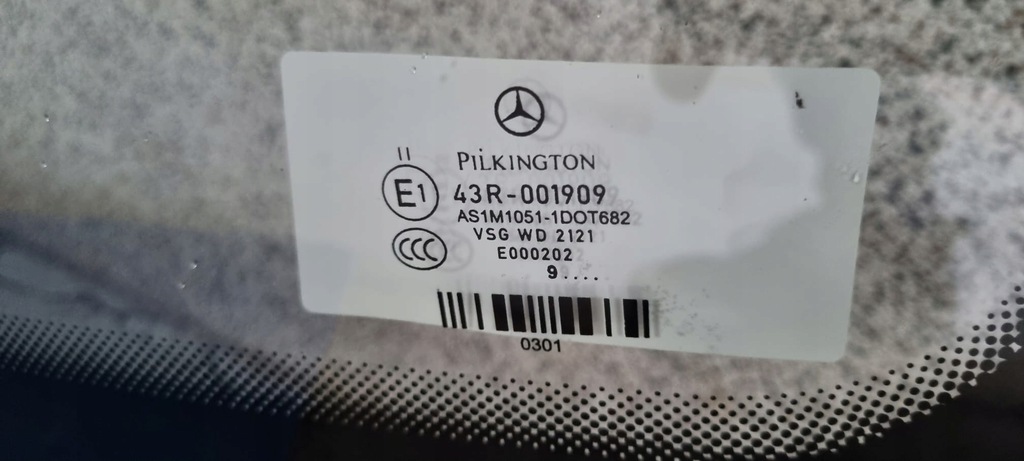 PILKINGTON
II
E1
43R-001909
AS1M1051-1DOT682
CCC
VSG WD 2121
E000202
9....
0301